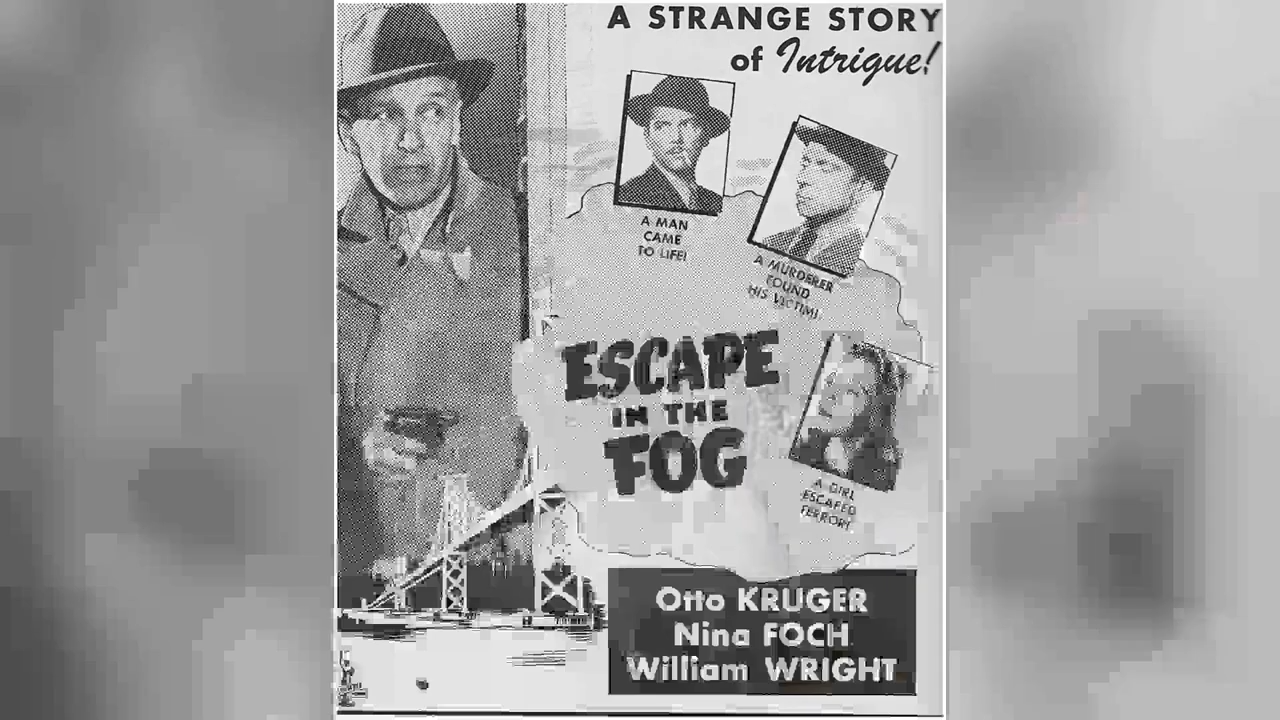 A STRANGE STORY
of Intrigue!
A MAN
CAME
TO LIFE!
A MURDERER
FOUND
HIS VICTIM!
ESCAPE
IN THE
FOG
A GIRL
ESCAPED
TERROR!
Otto KRUGER
Nina FOCH
William WRIGHT